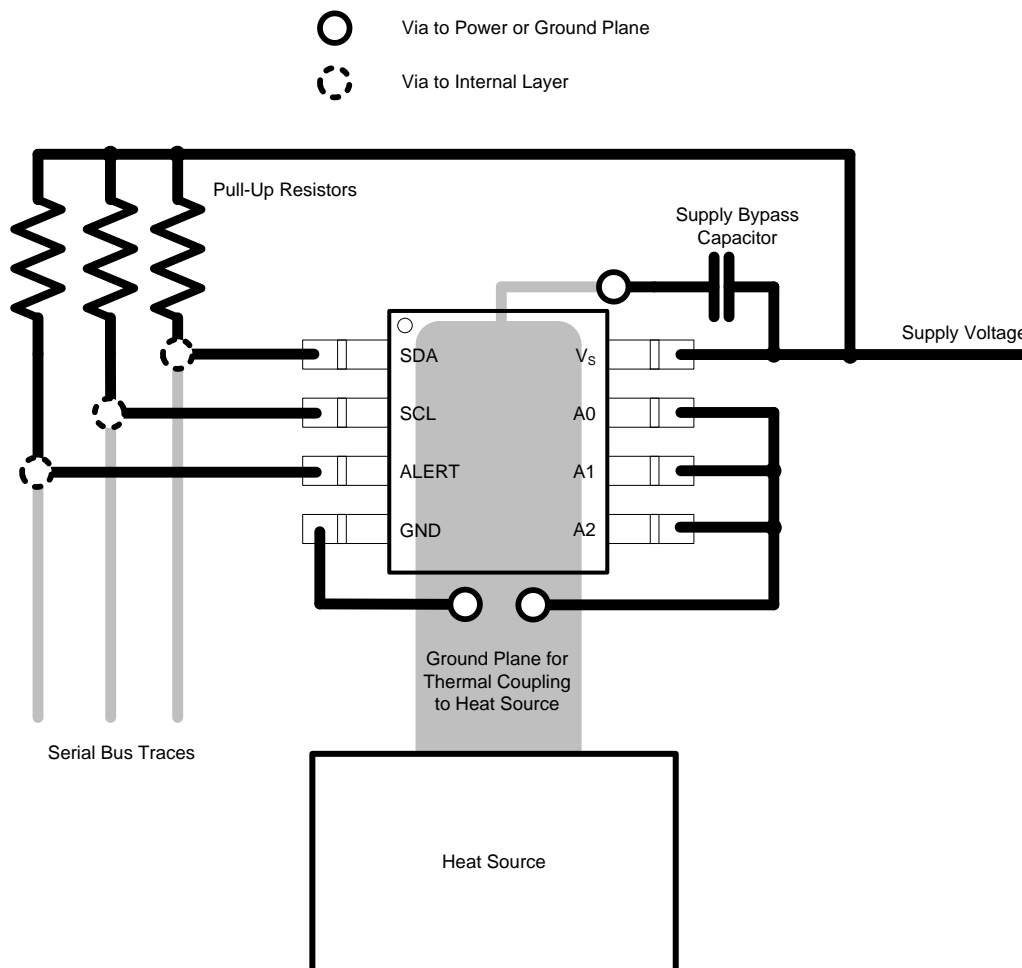 Via to Power or Ground Plane
Via to Internal Layer
Pull-Up Resistors
Supply Bypass
Capacitor
Supply Voltage
SDA
VS
SCL
A0
ALERT
A1
GND
A2
Ground Plane for
Thermal Coupling
to Heat Source
Serial Bus Traces
Heat Source